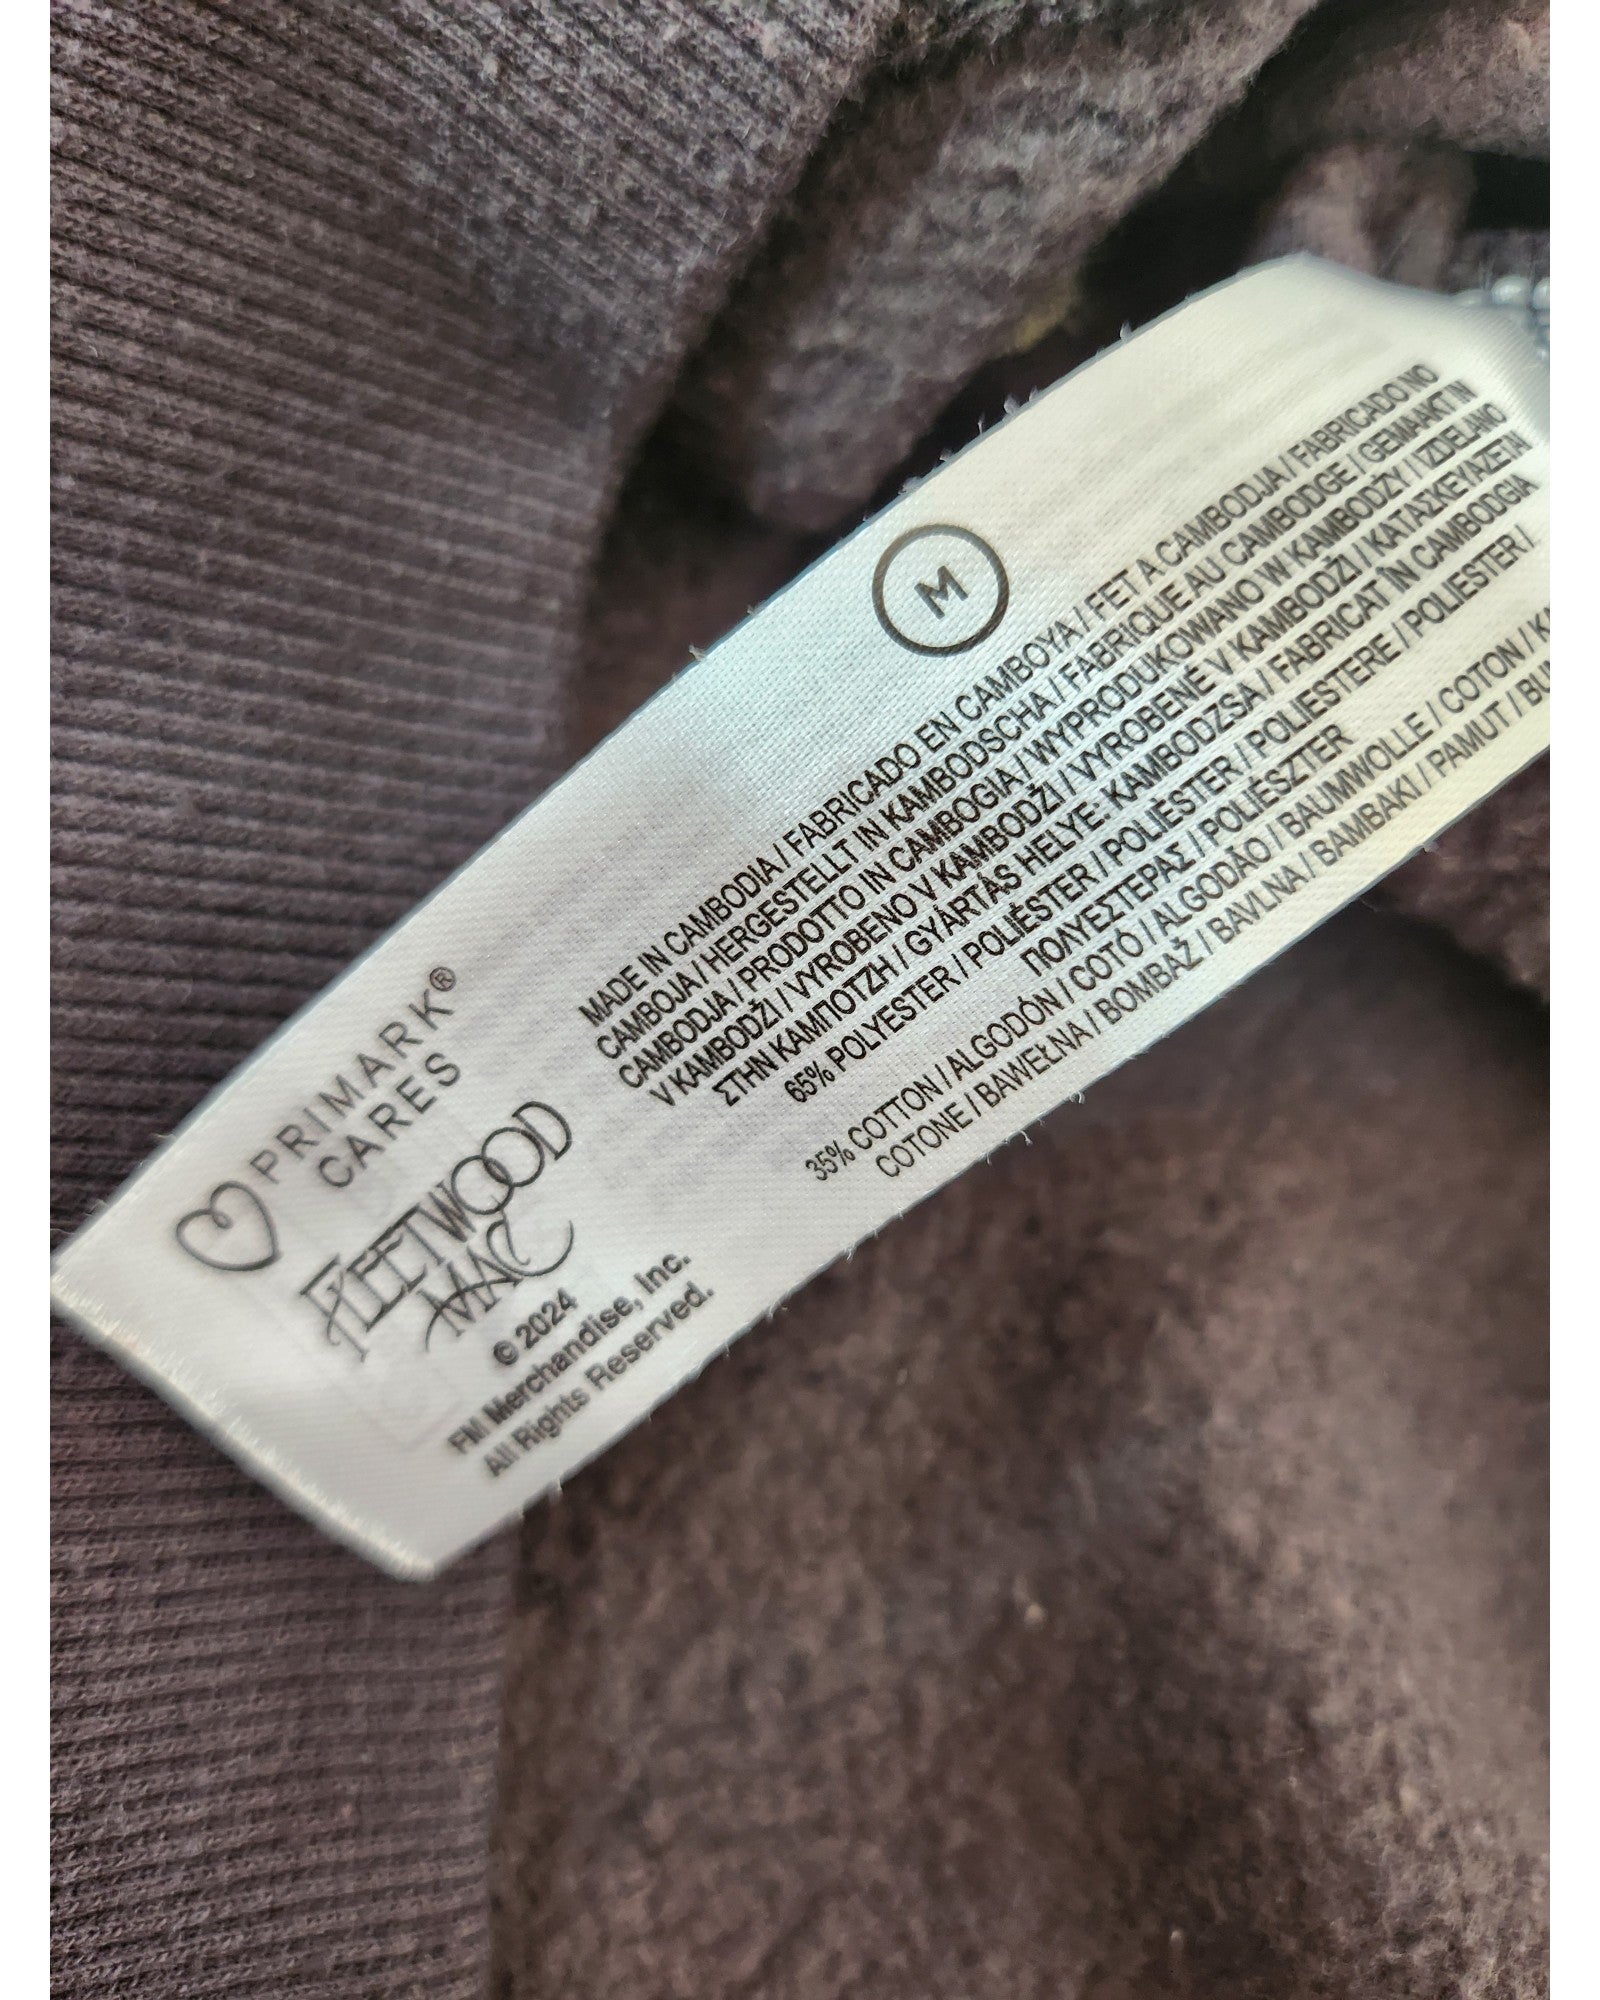 M
MADE IN CAMBODIA / FABRICADO EN CAMBOYA / FET A CAMBODJA / FABRICADO NO
CAMBOJA / HERGESTELLT IN KAMBODSCHA / FABRIQUE AU CAMBODGE / GEMAAKT IN
CAMBODJA / PRODOTTO IN CAMBOGIA / WYPRODUKOWANO W KAMBODŻY / IZDELANO
V KAMBODŽI / VYROBENO V KAMBODŽI / VYROBENÉ V KAMBODŽI / ΚΑΤΑΣΚΕΥΑΖΕΤΑΙ
ΣΤΗΝ ΚΑΜΠΟΤΖΗ / GYÁRTÁS HELYE: KAMBODZSA / FABRICAT ÎN CAMBODGIA
65% POLYESTER / POLIÉSTER / POLIÈSTER / POLIESTERE / POLIESTER /
ΠΟΛΥΕΣΤΕΡΑΣ / POLIÉSZTER
35% COTTON / ALGODÓN / COTÓ / ALGODÃO / BAUMWOLLE / COTON /
COTONE / BAWEŁNA / BOMBAŽ / BAVLNA / ΒΑΜΒΑΚΙ / PAMUT /
PRIMARK®
CARES
FLEETWOOD
MAC
© 2024
FM Merchandise, Inc.
All Rights Reserved.